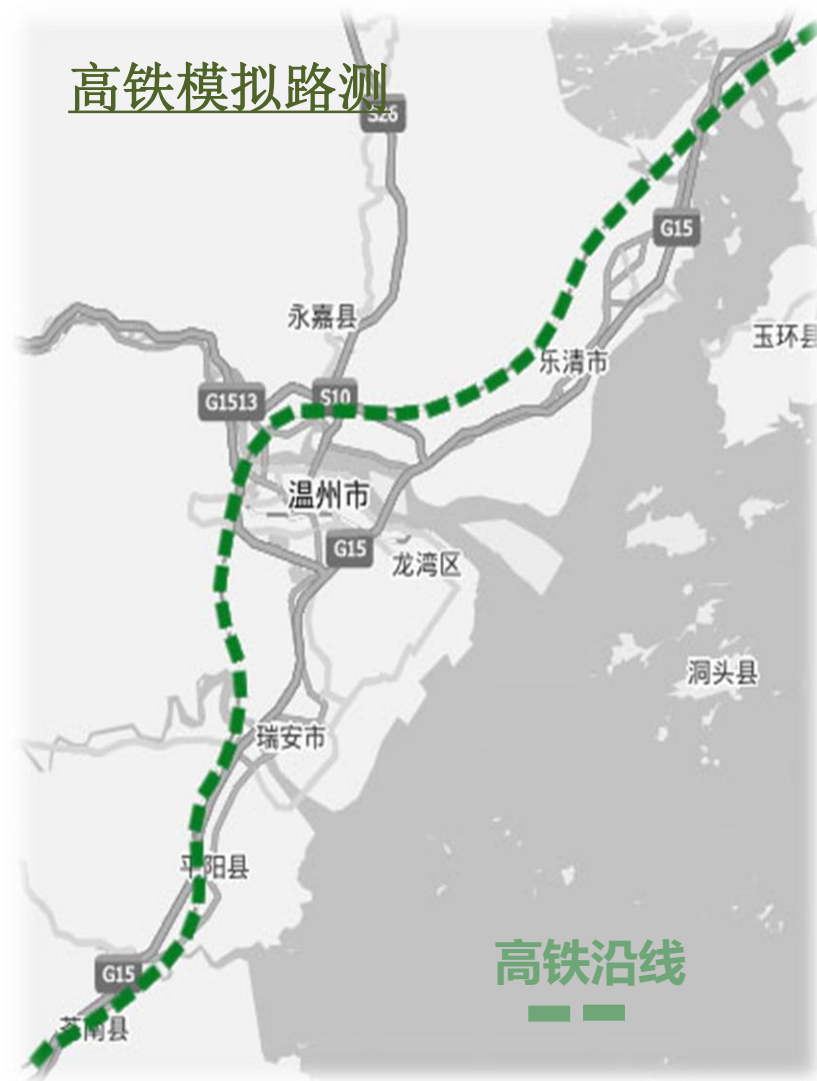 高铁模拟路测
S26
G15
永嘉县
玉环县
乐清市
G1513
S10
温州市
G15
龙湾区
洞头县
瑞安市
平阳县
高铁沿线
G15
苍南县